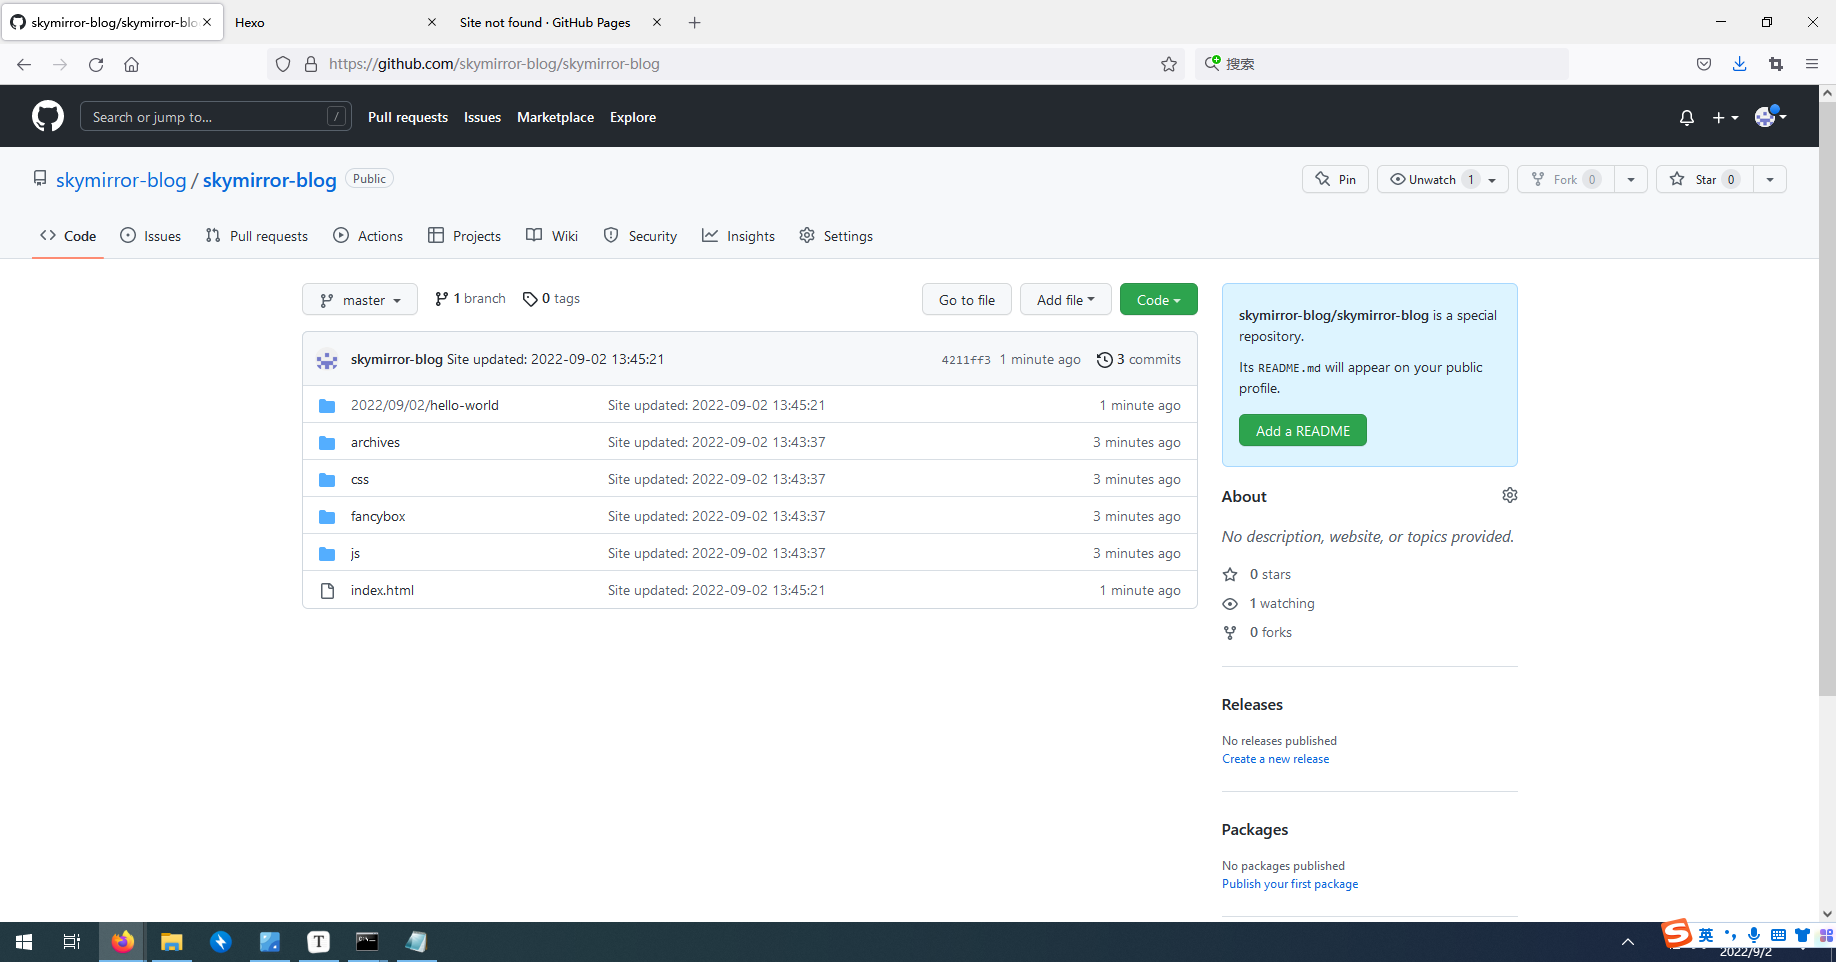 skymirror-blog/skymirror-blo
Hexo
Site not found · GitHub Pages
https://github.com/skymirror-blog/skymirror-blog
搜索
Search or jump to...
/
Pull requests
Issues
Marketplace
Explore
skymirror-blog / skymirror-blog
Public
Pin
Unwatch 1
Fork 0
Star 0
Code
Issues
Pull requests
Actions
Projects
Wiki
Security
Insights
Settings
master
1 branch
0 tags
Go to file
Add file
Code
skymirror-blog Site updated: 2022-09-02 13:45:21
4211ff3 1 minute ago
3 commits
2022/09/02/hello-world Site updated: 2022-09-02 13:45:21 1 minute ago
archives Site updated: 2022-09-02 13:43:37 3 minutes ago
css Site updated: 2022-09-02 13:43:37 3 minutes ago
fancybox Site updated: 2022-09-02 13:43:37 3 minutes ago
js Site updated: 2022-09-02 13:43:37 3 minutes ago
index.html Site updated: 2022-09-02 13:45:21 1 minute ago
skymirror-blog/skymirror-blog is a special
repository.
Its README.md will appear on your public
profile.
Add a README
About
No description, website, or topics provided.
0 stars
1 watching
0 forks
Releases
No releases published
Create a new release
Packages
No packages published
Publish your first package
T
S
英
2022/9/2